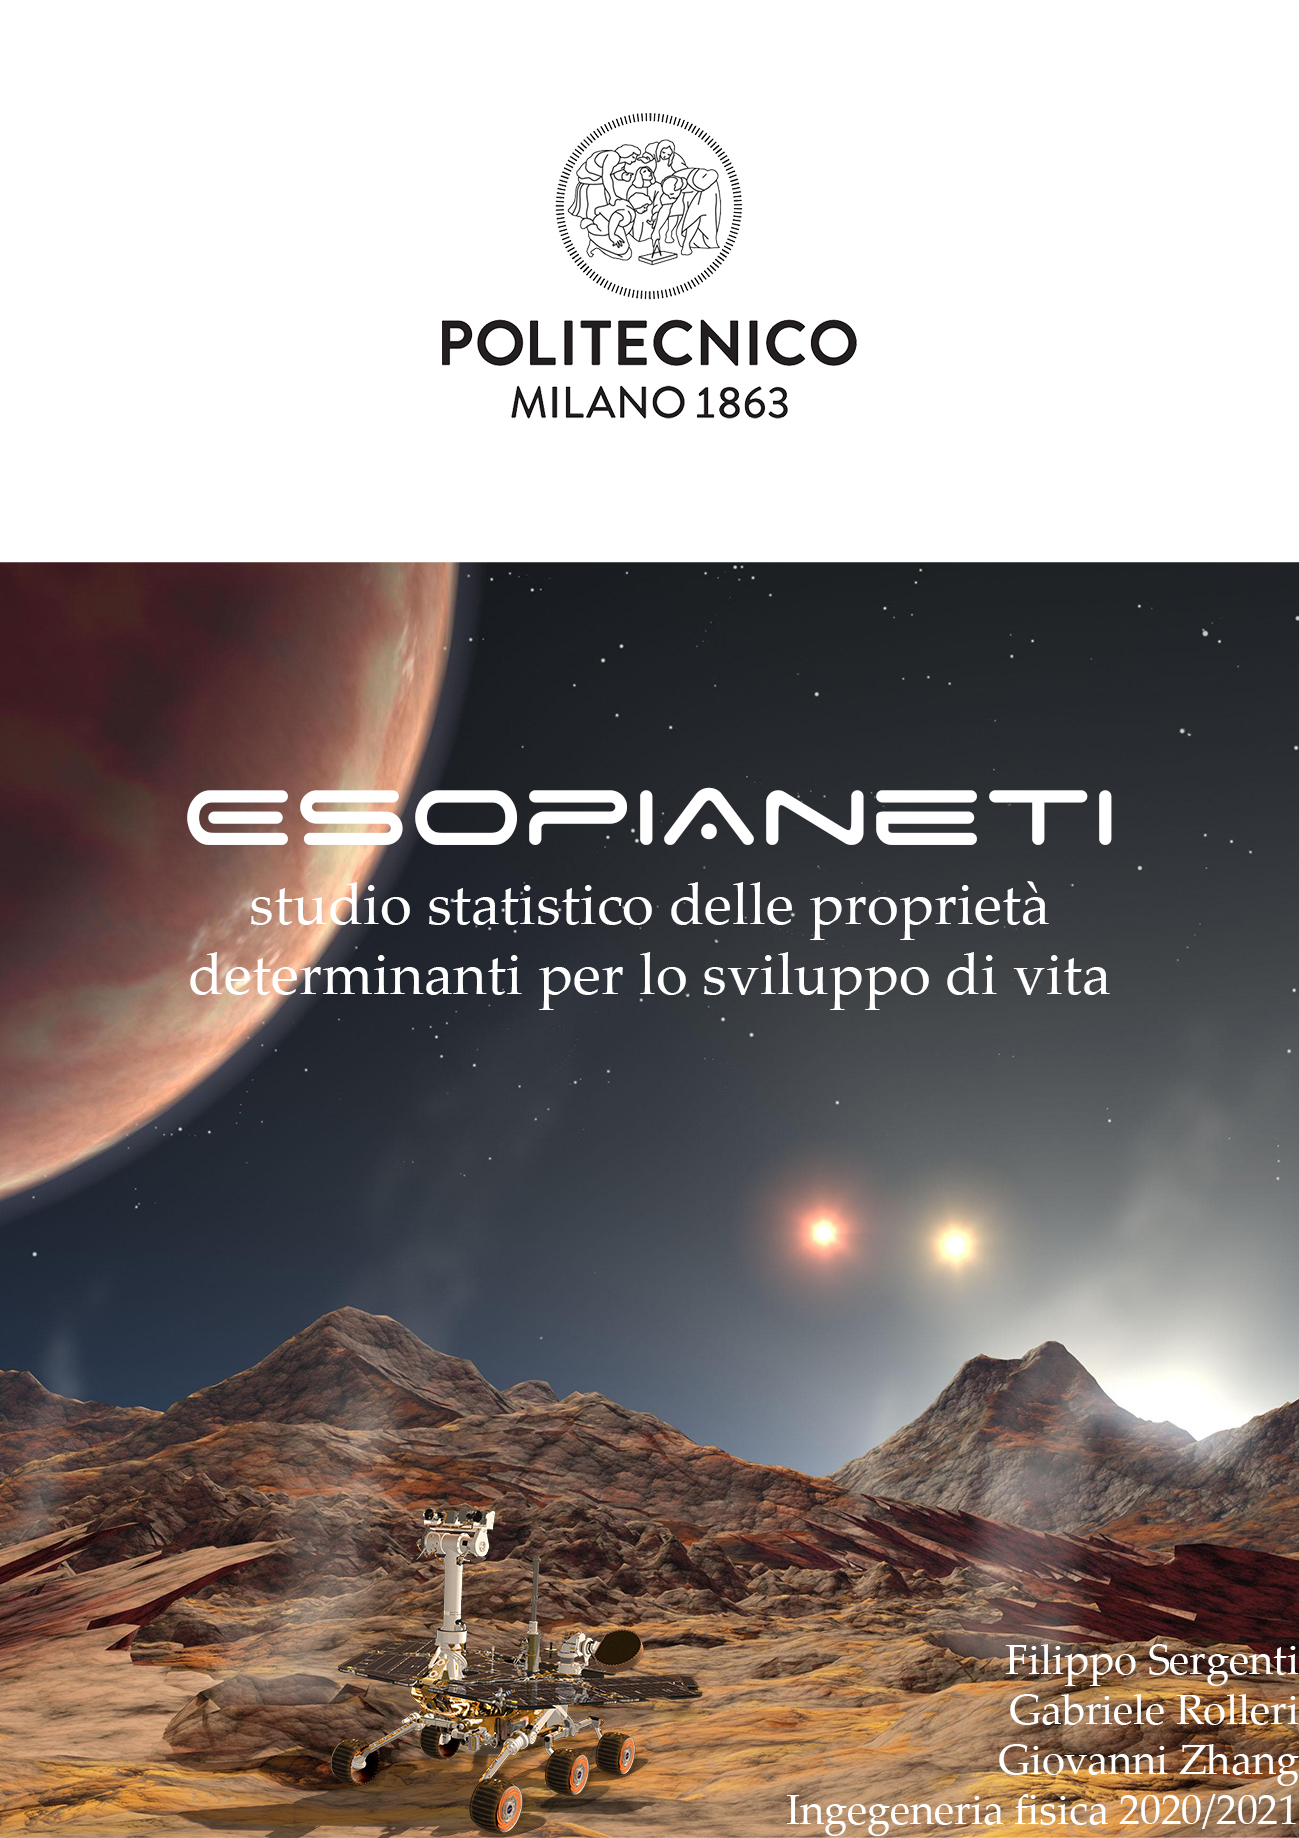 POLITECNICO
MILANO 1863
ESOPIANETI
studio statistico delle proprietà
determinanti per lo sviluppo di vita
Filippo Sergenti
Gabriele Rolleri
Giovanni Zhang
Ingegeneria fisica 2020/2021